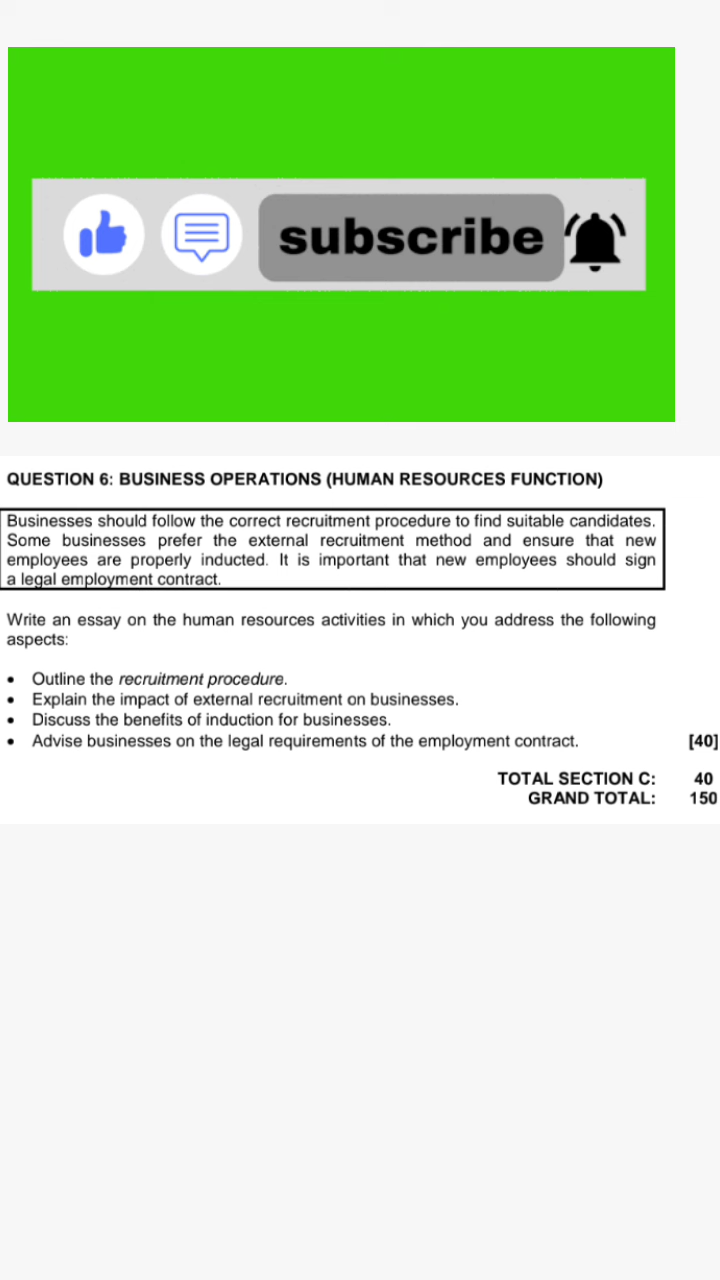 subscribe
QUESTION 6: BUSINESS OPERATIONS (HUMAN RESOURCES FUNCTION)
Businesses should follow the correct recruitment procedure to find suitable candidates.
Some businesses prefer the external recruitment method and ensure that new
employees are properly inducted. It is important that new employees should sign
a legal employment contract.
Write an essay on the human resources activities in which you address the following
aspects:
• Outline the recruitment procedure.
• Explain the impact of external recruitment on businesses.
• Discuss the benefits of induction for businesses.
• Advise businesses on the legal requirements of the employment contract. [40]
TOTAL SECTION C: 40
GRAND TOTAL: 150